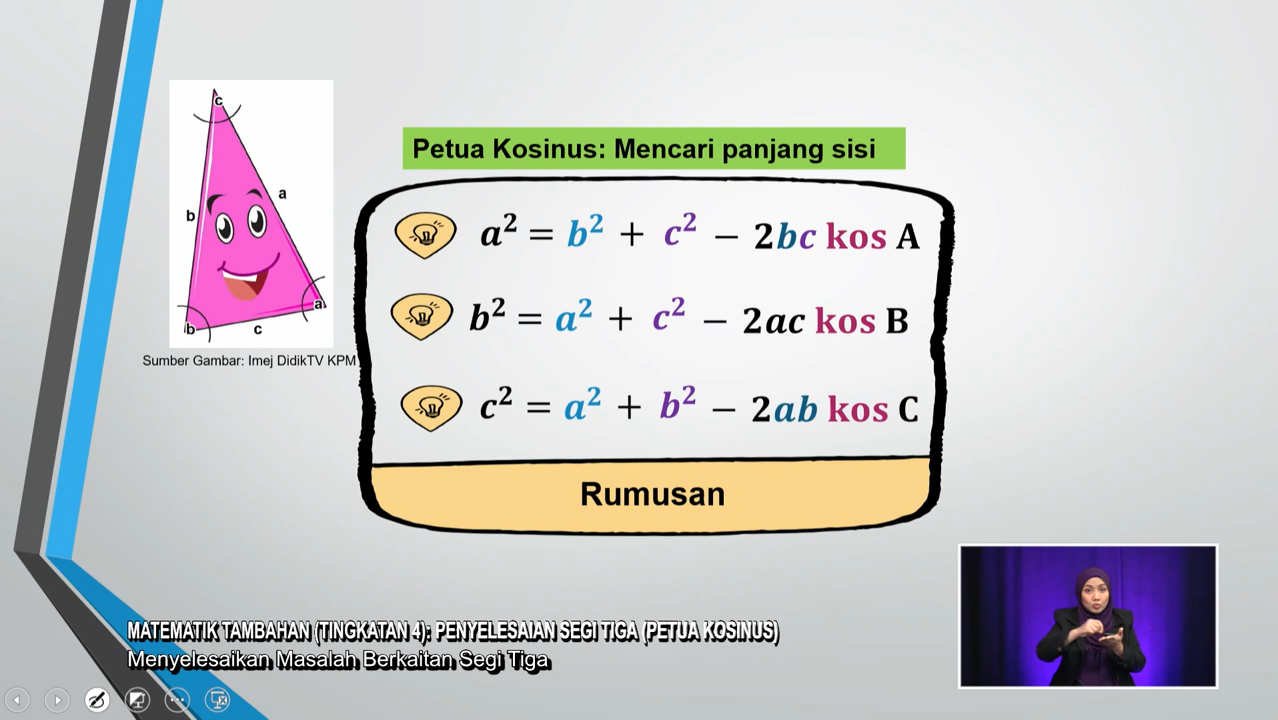 c
a
b
a
b
c
Sumber Gambar: Imej DidikTV KPM
Petua Kosinus: Mencari panjang sisi
a² = b² + c² − 2bc kos A
b² = a² + c² − 2ac kos B
c² = a² + b² − 2ab kos C
Rumusan
MATEMATIK TAMBAHAN (TINGKATAN 4): PENYELESAIAN SEGI TIGA (PETUA KOSINUS)
Menyelesaikan Masalah Berkaitan Segi Tiga